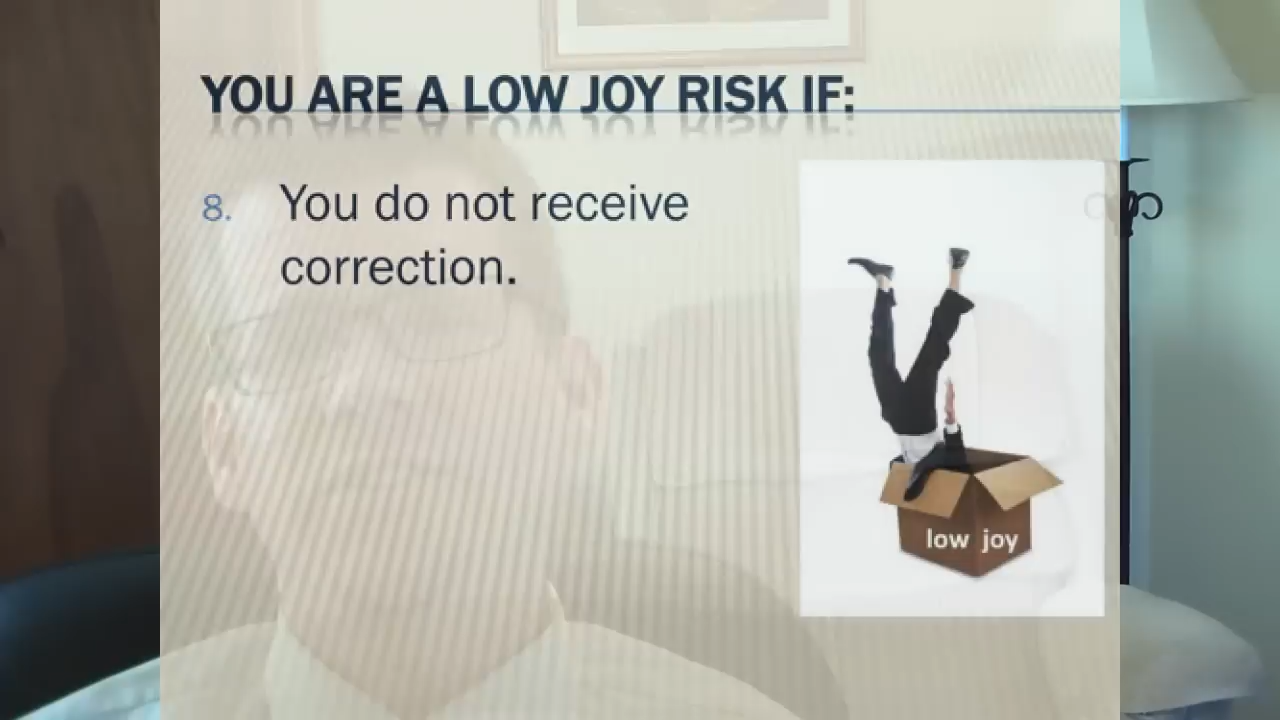 YOU ARE A LOW JOY RISK IF:
8. You do not receive
correction.
low joy